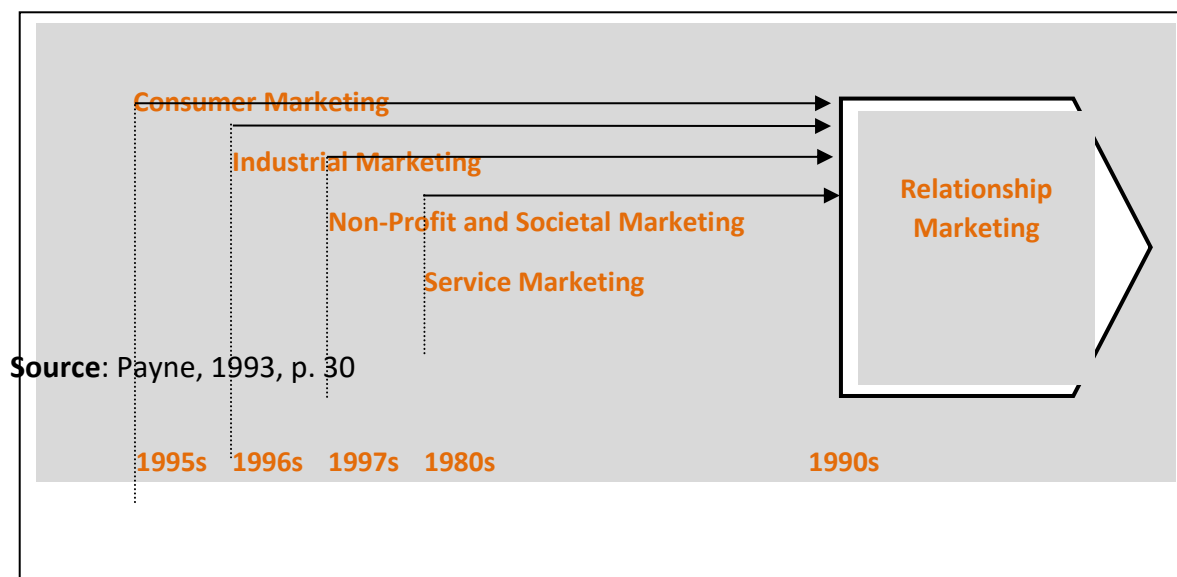 Consumer Marketing
Industrial Marketing
Non-Profit and Societal Marketing
Service Marketing
Relationship
Marketing
Source: Payne, 1993, p. 30
1995s 1996s 1997s 1980s 1990s